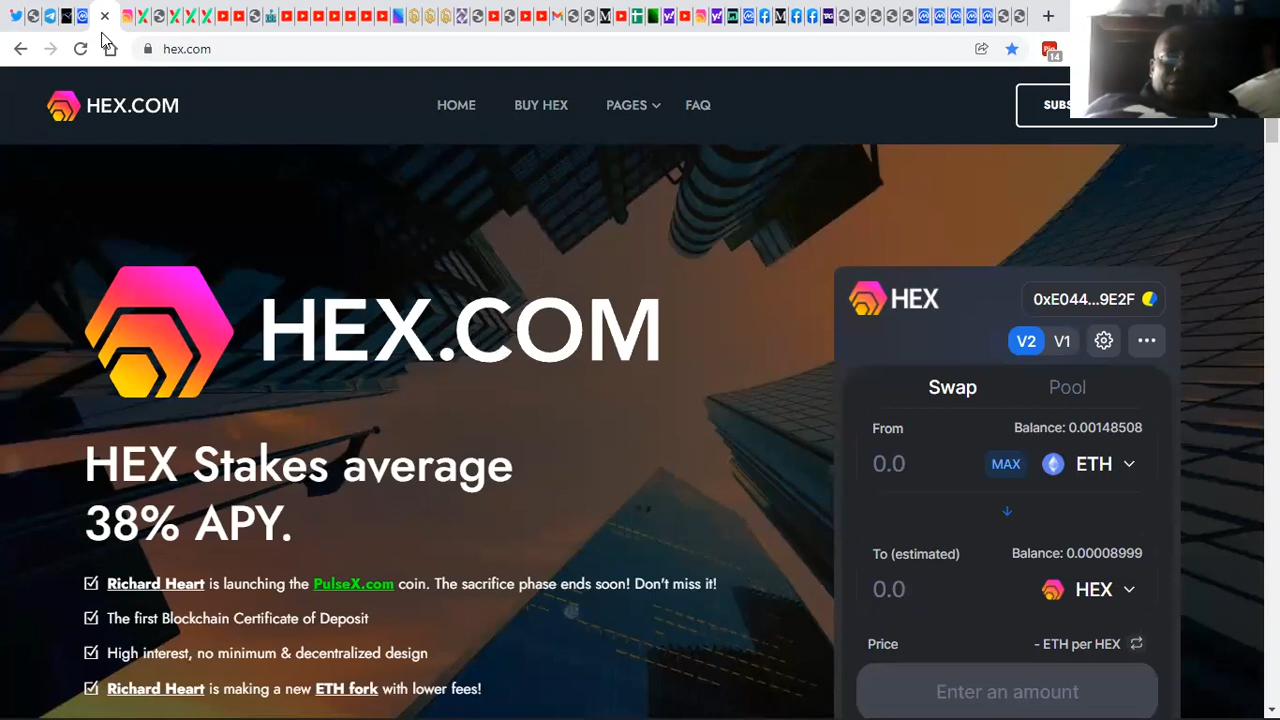 hex.com
14
HEX.COM
HOME
BUY HEX
PAGES
FAQ
HEX.COM
HEX Stakes average
38% APY.
Richard Heart is launching the PulseX.com coin. The sacrifice phase ends soon! Don't miss it!
The first Blockchain Certificate of Deposit
High interest, no minimum & decentralized design
Richard Heart is making a new ETH fork with lower fees!
HEX
0xE044...9E2F
V2
V1
Swap
Pool
From
Balance: 0.00148508
0.0
MAX
ETH
To (estimated)
Balance: 0.00008999
0.0
HEX
Price
- ETH per HEX
Enter an amount